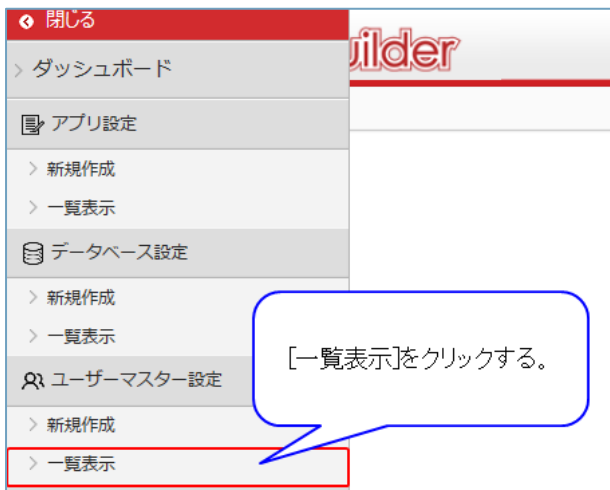 閉じる
uilder
ダッシュボード
アプリ設定
新規作成
一覧表示
データベース設定
新規作成
一覧表示
[一覧表示]をクリックする。
ユーザーマスター設定
新規作成
一覧表示